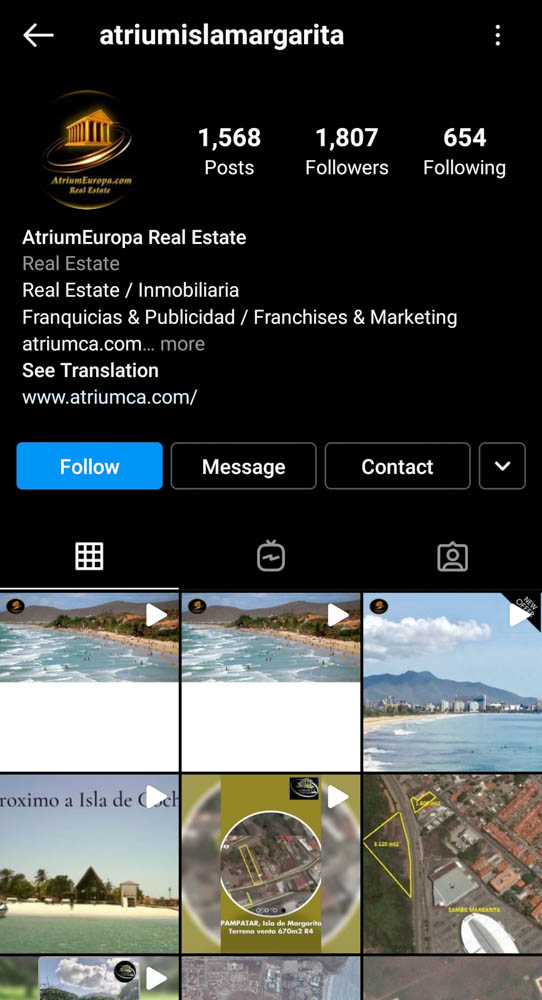 atriumislamargarita
AtriumEuropa.com
Real Estate
1,568
Posts
1,807
Followers
654
Following
AtriumEuropa Real Estate
Real Estate
Real Estate / Inmobiliaria
Franquicias & Publicidad / Franchises & Marketing
atriumca.com... more
See Translation
www.atriumca.com/
Follow
Message
Contact
NEW
OFFER
roximo a Isla de Coch
PAMPATAR, Isla de Margarita
Terreno venta 670m2 R4
3.120 mt2
SAMBIL MARGARITA